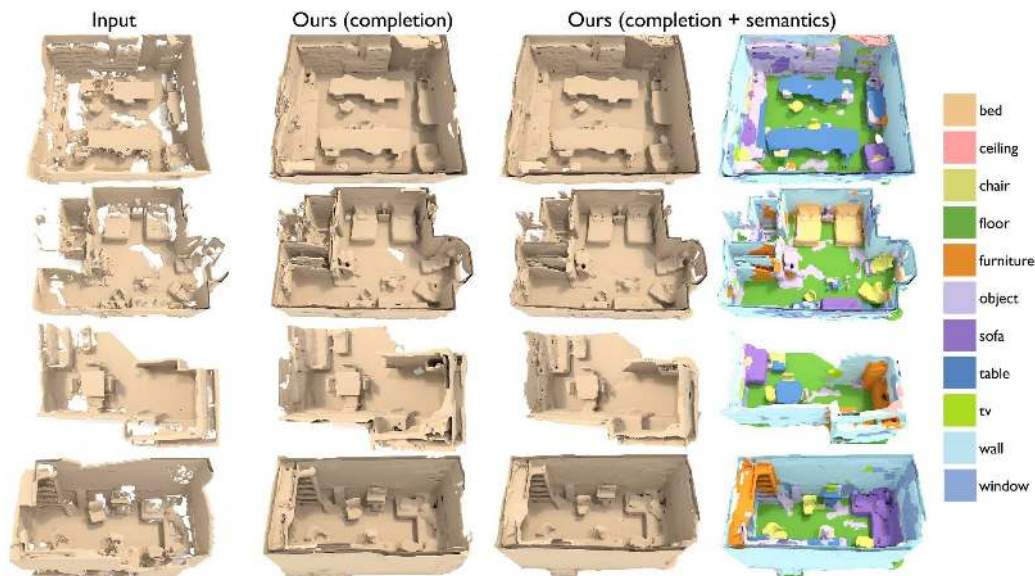 Input
Ours (completion)
Ours (completion + semantics)
bed
ceiling
chair
floor
furniture
object
sofa
table
tv
wall
window